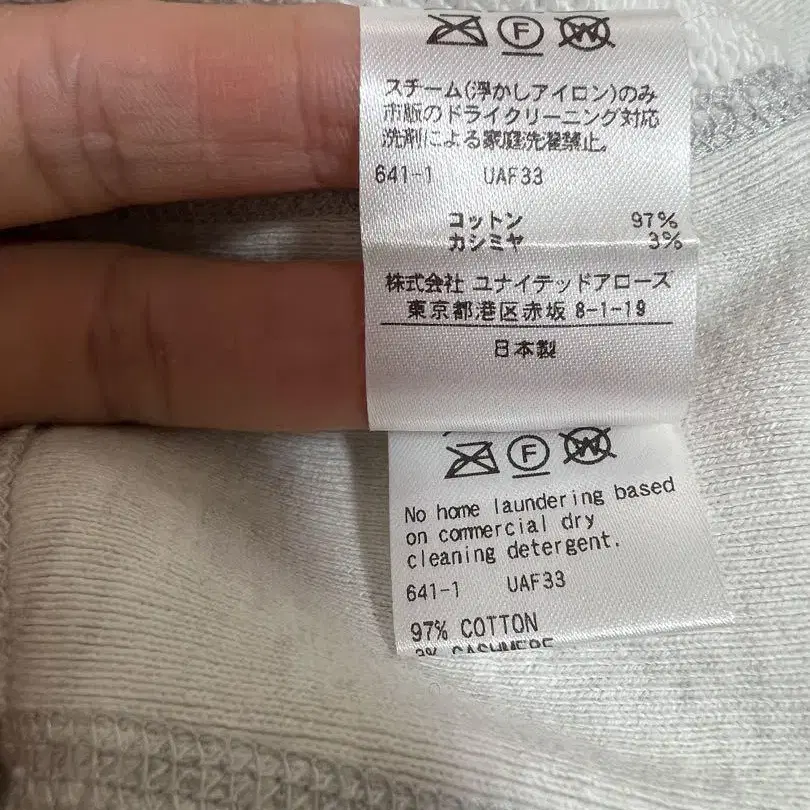 F
W
スチーム(浮かしアイロン)のみ
市販のドライクリーニング対応
洗剤による家庭洗濯禁止。
641-1 UAF33
コットン 97%
カシミヤ 3%
株式会社 ユナイテッドアローズ
東京都港区赤坂 8-1-19
日本製
F
W
No home laundering based
on commercial dry
cleaning detergent.
641-1 UAF33
97% COTTON
3% CASHMERE